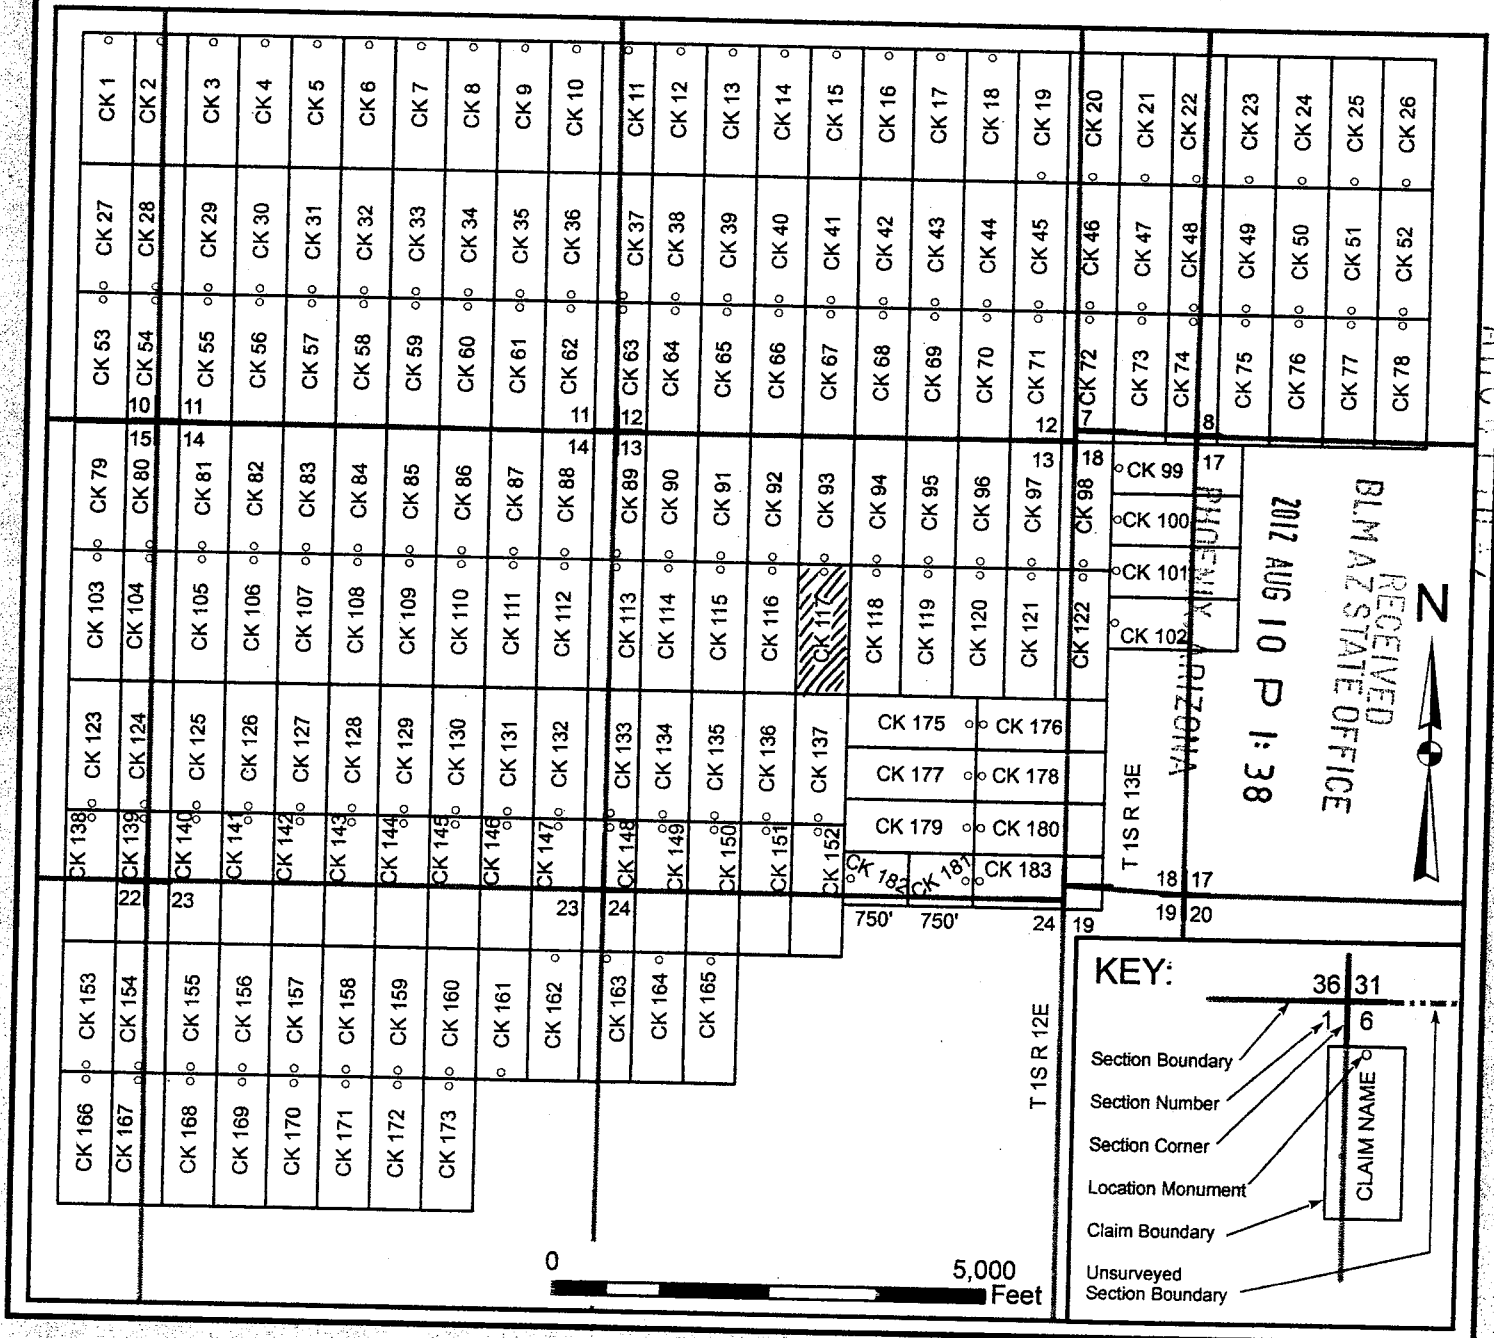 CK 1 CK 2 CK 3 CK 4 CK 5 CK 6 CK 7 CK 8 CK 9 CK 10 CK 11 CK 12 CK 13 CK 14 CK 15 CK 16 CK 17 CK 18 CK 19 CK 20 CK 21 CK 22 CK 23 CK 24 CK 25 CK 26
CK 27 CK 28 CK 29 CK 30 CK 31 CK 32 CK 33 CK 34 CK 35 CK 36 CK 37 CK 38 CK 39 CK 40 CK 41 CK 42 CK 43 CK 44 CK 45 CK 46 CK 47 CK 48 CK 49 CK 50 CK 51 CK 52
CK 53 CK 54 CK 55 CK 56 CK 57 CK 58 CK 59 CK 60 CK 61 CK 62 CK 63 CK 64 CK 65 CK 66 CK 67 CK 68 CK 69 CK 70 CK 71 CK 72 CK 73 CK 74 CK 75 CK 76 CK 77 CK 78
10 11 11 12 12 7 8
15 14 14 13 13 18 17
CK 79 CK 80 CK 81 CK 82 CK 83 CK 84 CK 85 CK 86 CK 87 CK 88 CK 89 CK 90 CK 91 CK 92 CK 93 CK 94 CK 95 CK 96 CK 97 CK 98
CK 99
CK 100
CK 101
CK 102
CK 103 CK 104 CK 105 CK 106 CK 107 CK 108 CK 109 CK 110 CK 111 CK 112 CK 113 CK 114 CK 115 CK 116 CK 117 CK 118 CK 119 CK 120 CK 121 CK 122
RECEIVED
BLM AZ STATE OFFICE
2012 AUG 10 P 1:38
PHOENIX, ARIZONA
N
CK 123 CK 124 CK 125 CK 126 CK 127 CK 128 CK 129 CK 130 CK 131 CK 132 CK 133 CK 134 CK 135 CK 136 CK 137
CK 175 CK 176
CK 177 CK 178
CK 179 CK 180
CK 182 CK 181 CK 183
T 1S R 13E
CK 138 CK 139 CK 140 CK 141 CK 142 CK 143 CK 144 CK 145 CK 146 CK 147 CK 148 CK 149 CK 150 CK 151 CK 152
18 17
22 23 23 24 24 19 19 20
750' 750'
CK 153 CK 154 CK 155 CK 156 CK 157 CK 158 CK 159 CK 160 CK 161 CK 162 CK 163 CK 164 CK 165
T 1S R 12E
CK 166 CK 167 CK 168 CK 169 CK 170 CK 171 CK 172 CK 173
0 5,000
Feet
KEY:
36 31
1 6
Section Boundary
Section Number
Section Corner
Location Monument
Claim Boundary
Unsurveyed
Section Boundary
CLAIM NAME